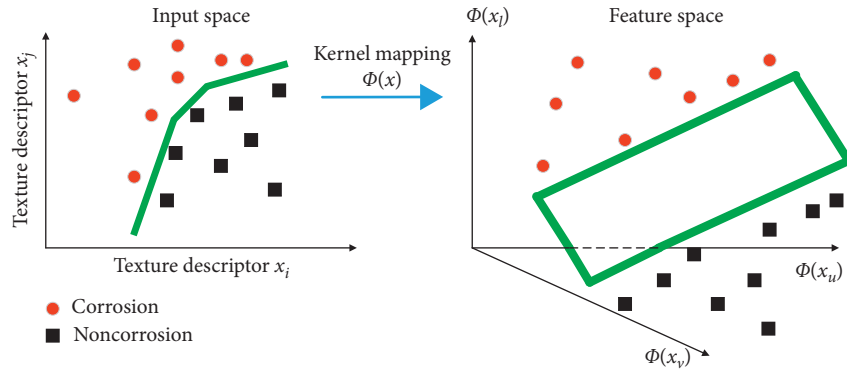 Input space
Texture descriptor x_j
Texture descriptor x_i
Corrosion
Noncorrosion
Kernel mapping
Φ(x)
Feature space
Φ(x_l)
Φ(x_u)
Φ(x_v)